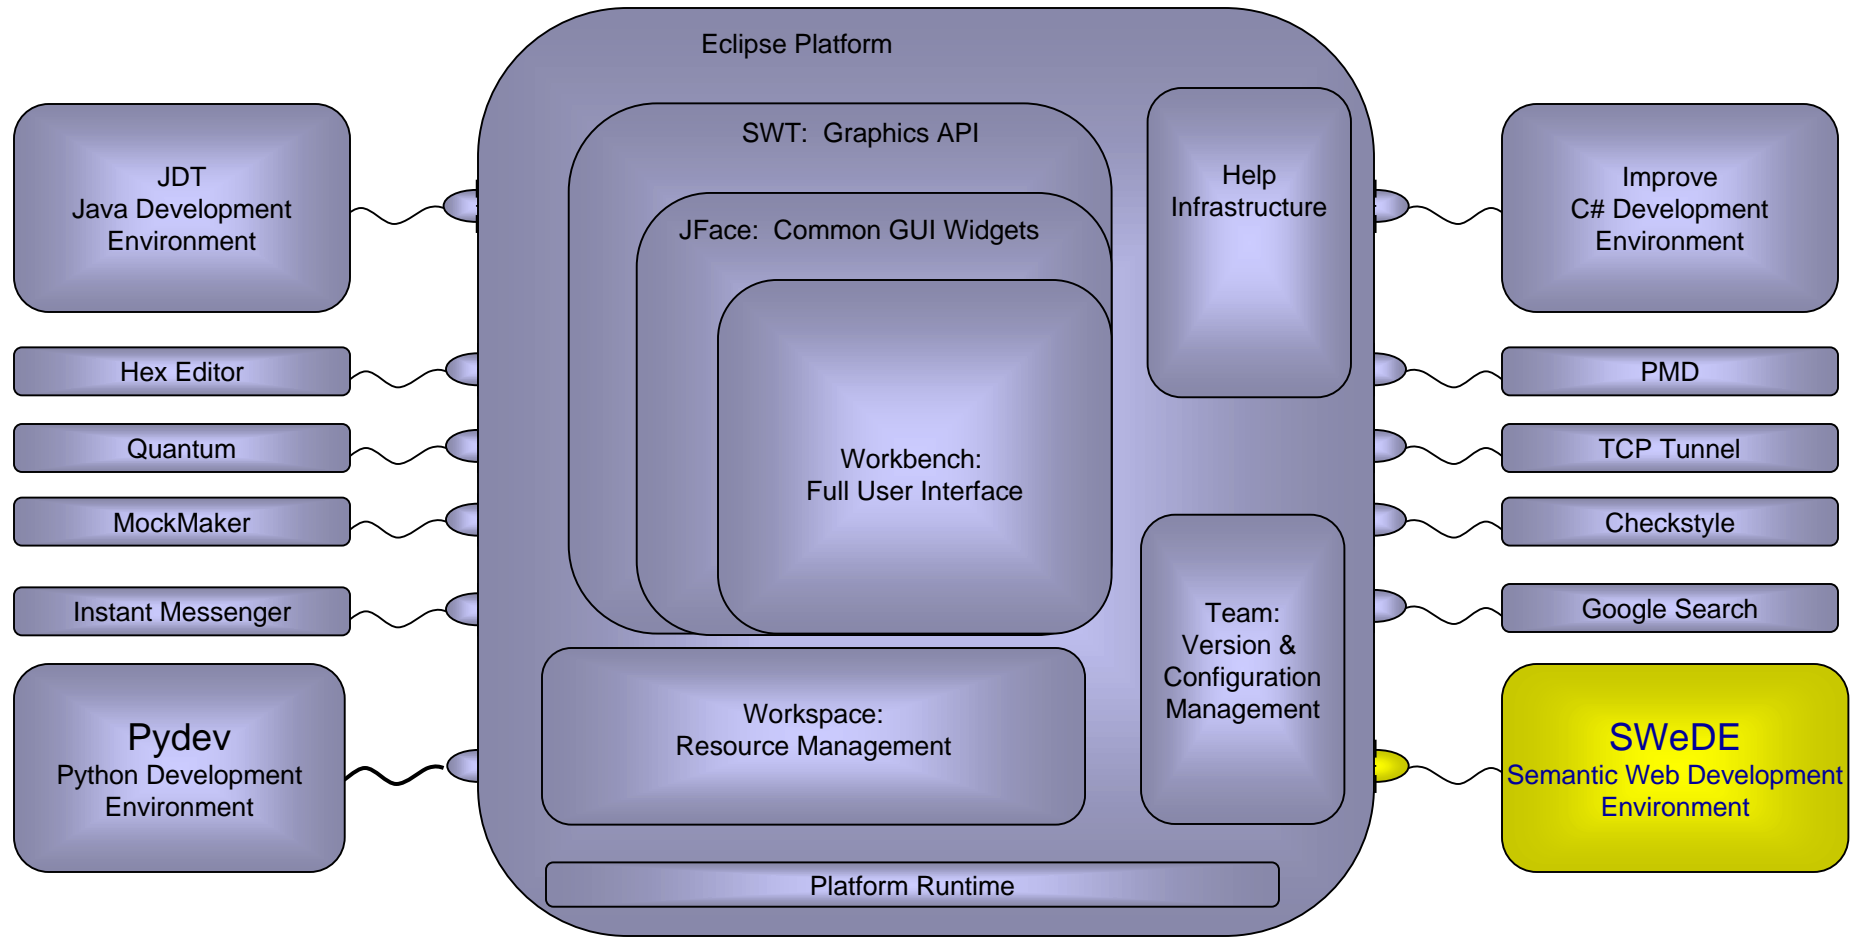 Eclipse Platform
JDT
Java Development
Environment
Hex Editor
Quantum
MockMaker
Instant Messenger
Pydev
Python Development
Environment
SWT:  Graphics API
JFace:  Common GUI Widgets
Workbench:
Full User Interface
Workspace:
Resource Management
Platform Runtime
Help
Infrastructure
Team:
Version &
Configuration
Management
Improve
C# Development
Environment
PMD
TCP Tunnel
Checkstyle
Google Search
SWeDE
Semantic Web Development
Environment